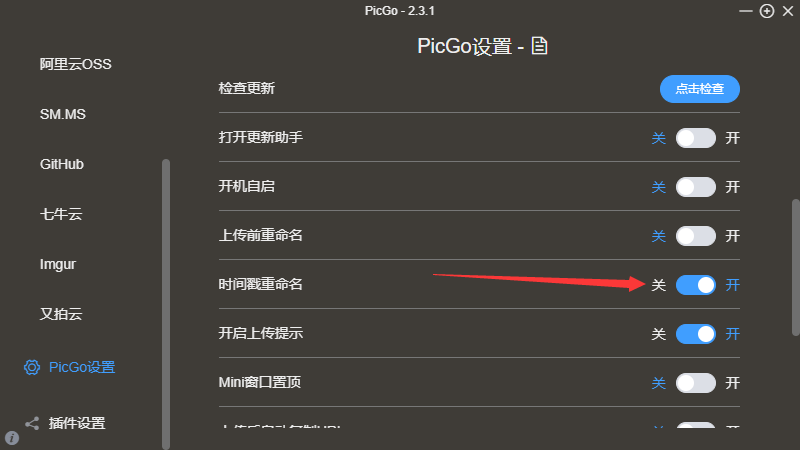 PicGo - 2.3.1
PicGo设置 -
阿里云OSS
SM.MS
GitHub
七牛云
Imgur
又拍云
PicGo设置
插件设置
检查更新 点击检查
打开更新助手 关 开
开机自启 关 开
上传前重命名 关 开
时间戳重命名 关 开
开启上传提示 关 开
Mini窗口置顶 关 开